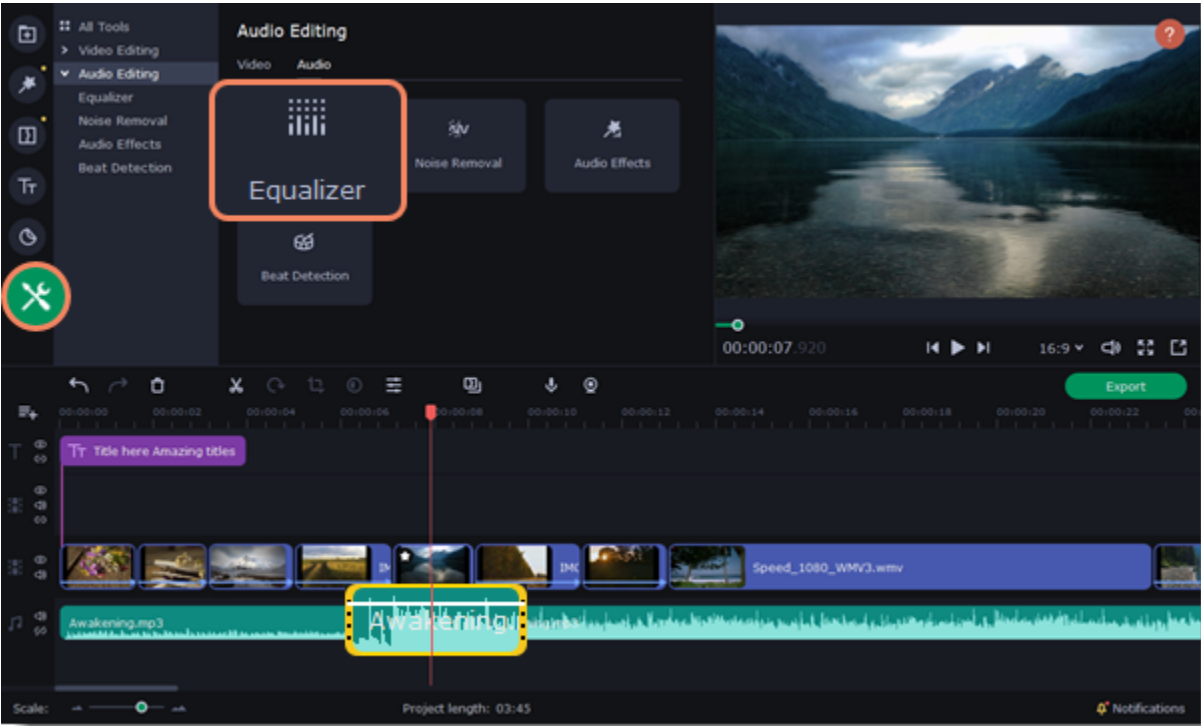 All Tools
Video Editing
Audio Editing
Equalizer
Noise Removal
Audio Effects
Beat Detection
Audio Editing
Video Audio
Equalizer
Noise Removal
Audio Effects
Beat Detection
?
00:00:07.920
16:9
Export
00:00:00 00:00:02 00:00:04 00:00:06 00:00:08 00:00:10 00:00:12 00:00:14 00:00:16 00:00:18 00:00:20 00:00:22
Title here Amazing titles
Speed_1080_WMV3.wmv
Awakening.mp3
Awakening.
Scale:
Project length: 03:45
Notifications